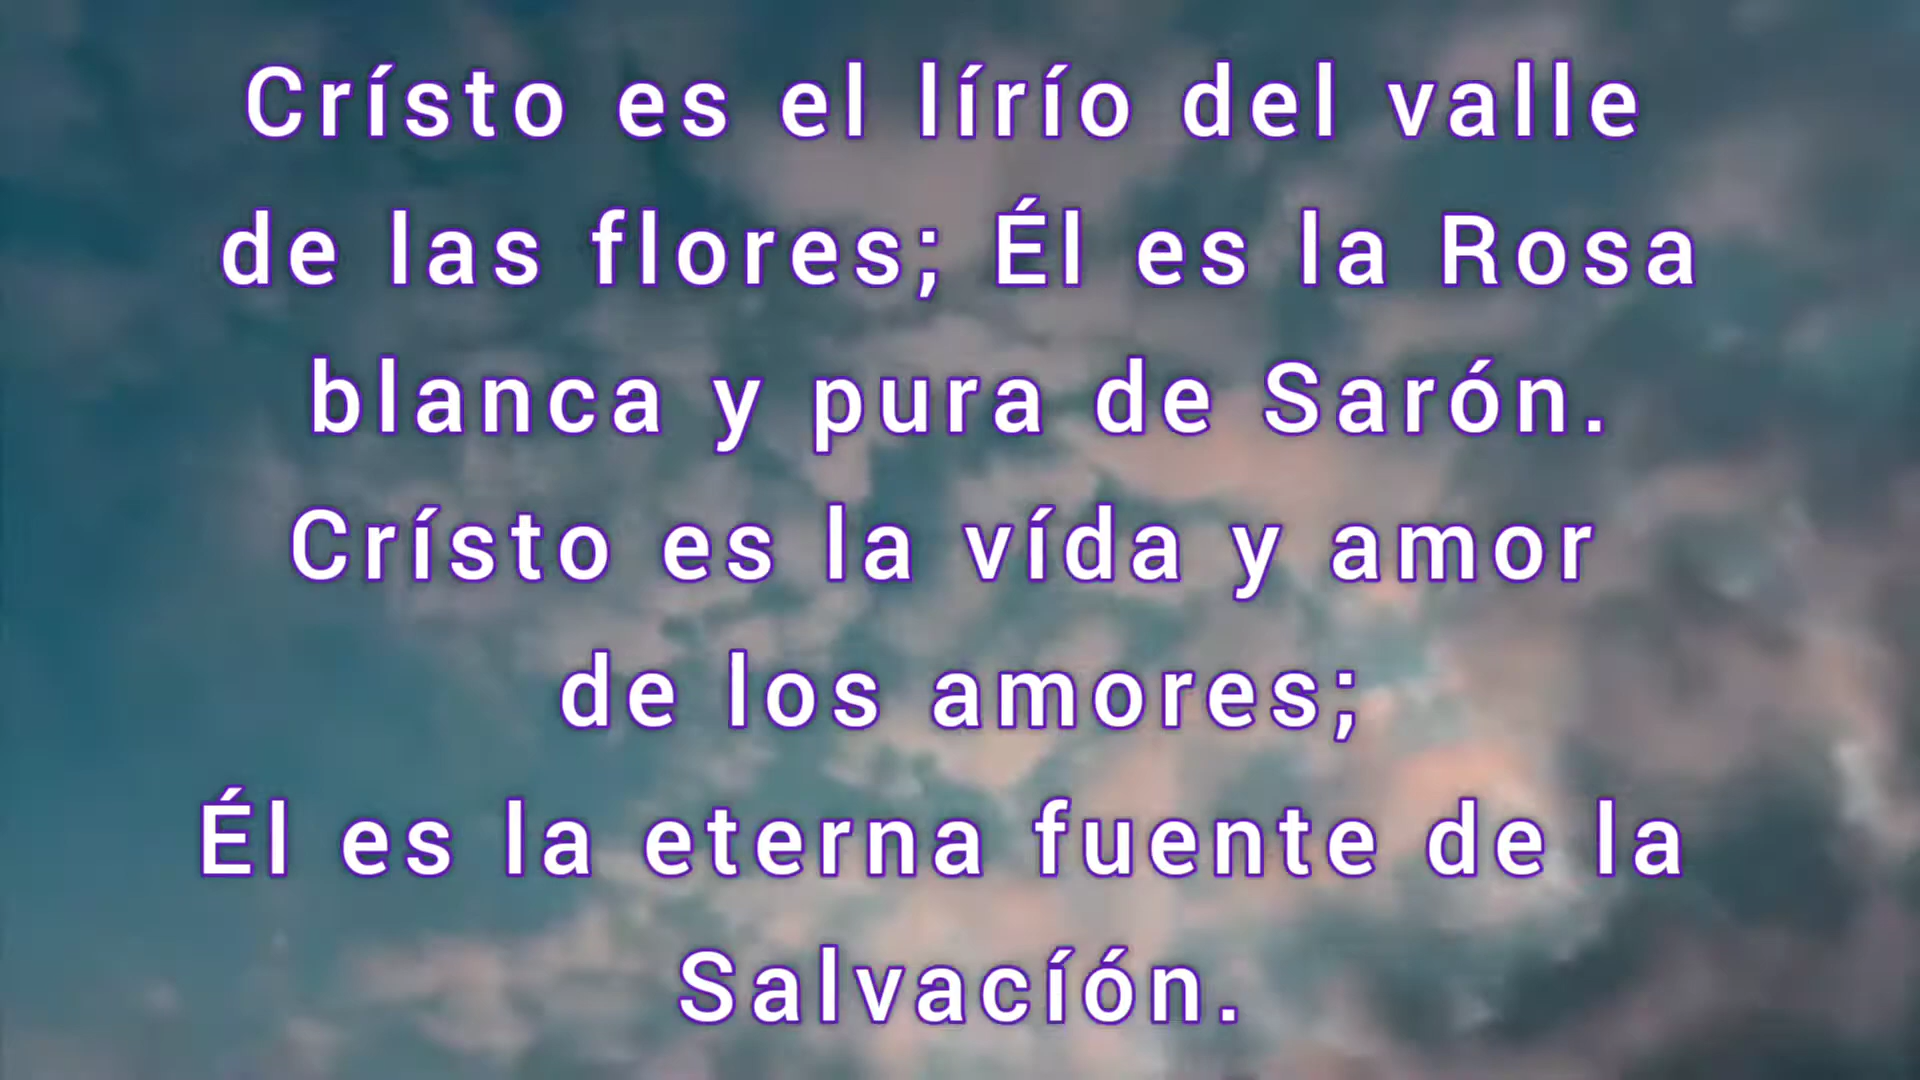 Crísto es el lírío del valle
de las flores; Él es la Rosa
blanca y pura de Sarón.
Crísto es la vída y amor
de los amores;
Él es la eterna fuente de la
Salvacíón.